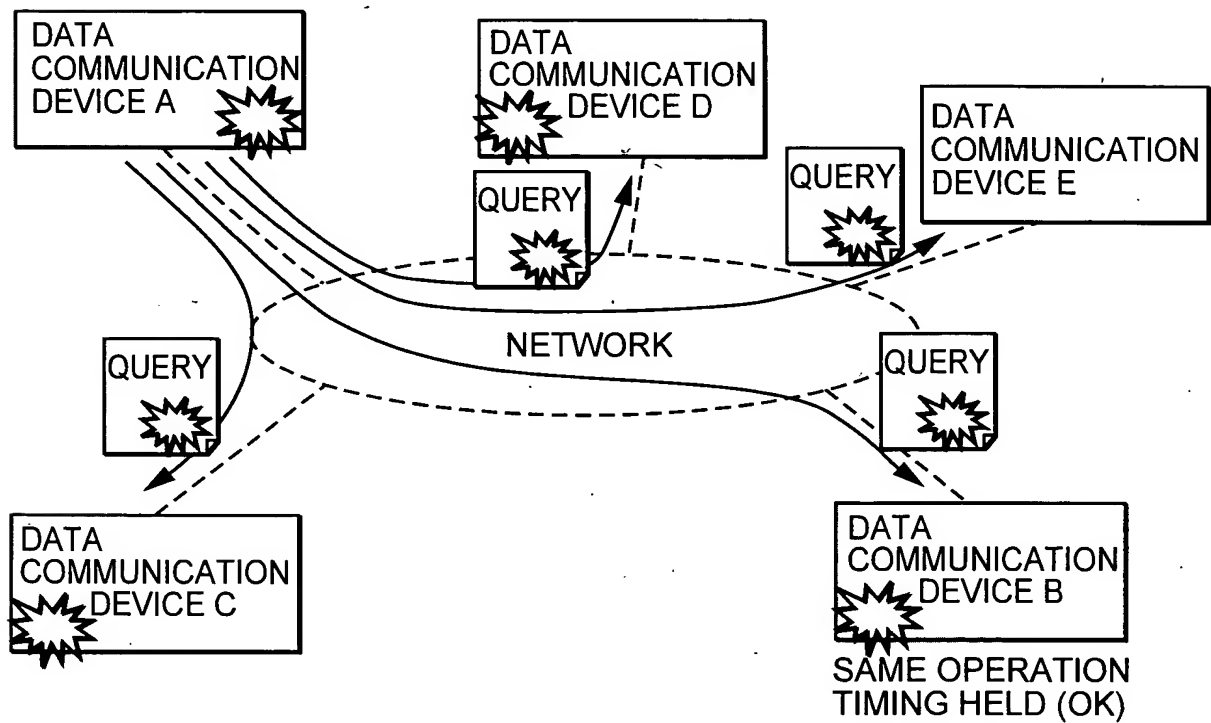 DATA
COMMUNICATION
DEVICE A
DATA
COMMUNICATION
DEVICE D
DATA
COMMUNICATION
DEVICE E
QUERY
QUERY
NETWORK
QUERY
QUERY
DATA
COMMUNICATION
DEVICE C
DATA
COMMUNICATION
DEVICE B
SAME OPERATION
TIMING HELD (OK)